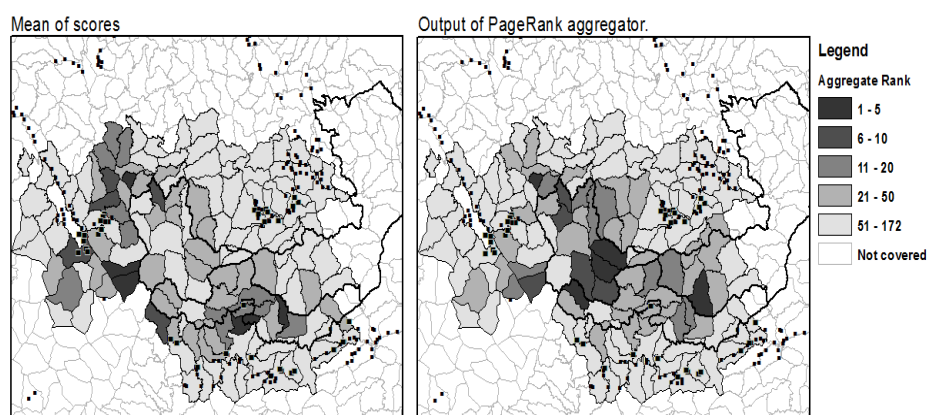 Mean of scores
Output of PageRank aggregator.
Legend
Aggregate Rank
1 - 5
6 - 10
11 - 20
21 - 50
51 - 172
Not covered